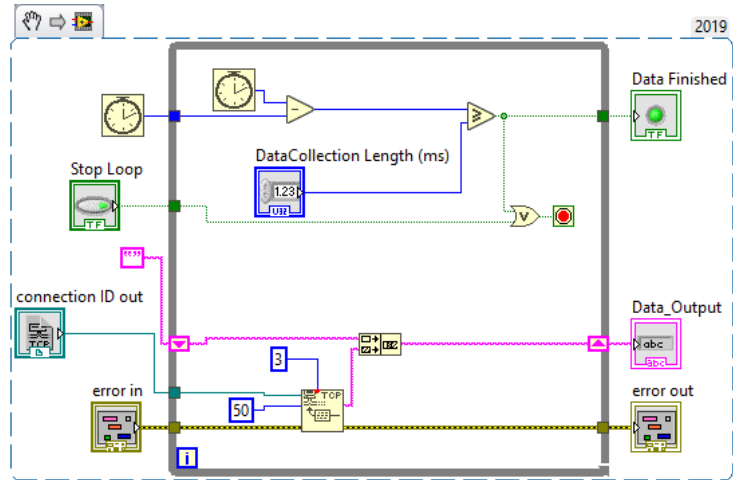 2019
Data Finished
TF
DataCollection Length (ms)
1.23
U32
Stop Loop
TF
V
""
connection ID out
TCP
3
TCP
50
Data_Output
abc
abc
error in
error out
i